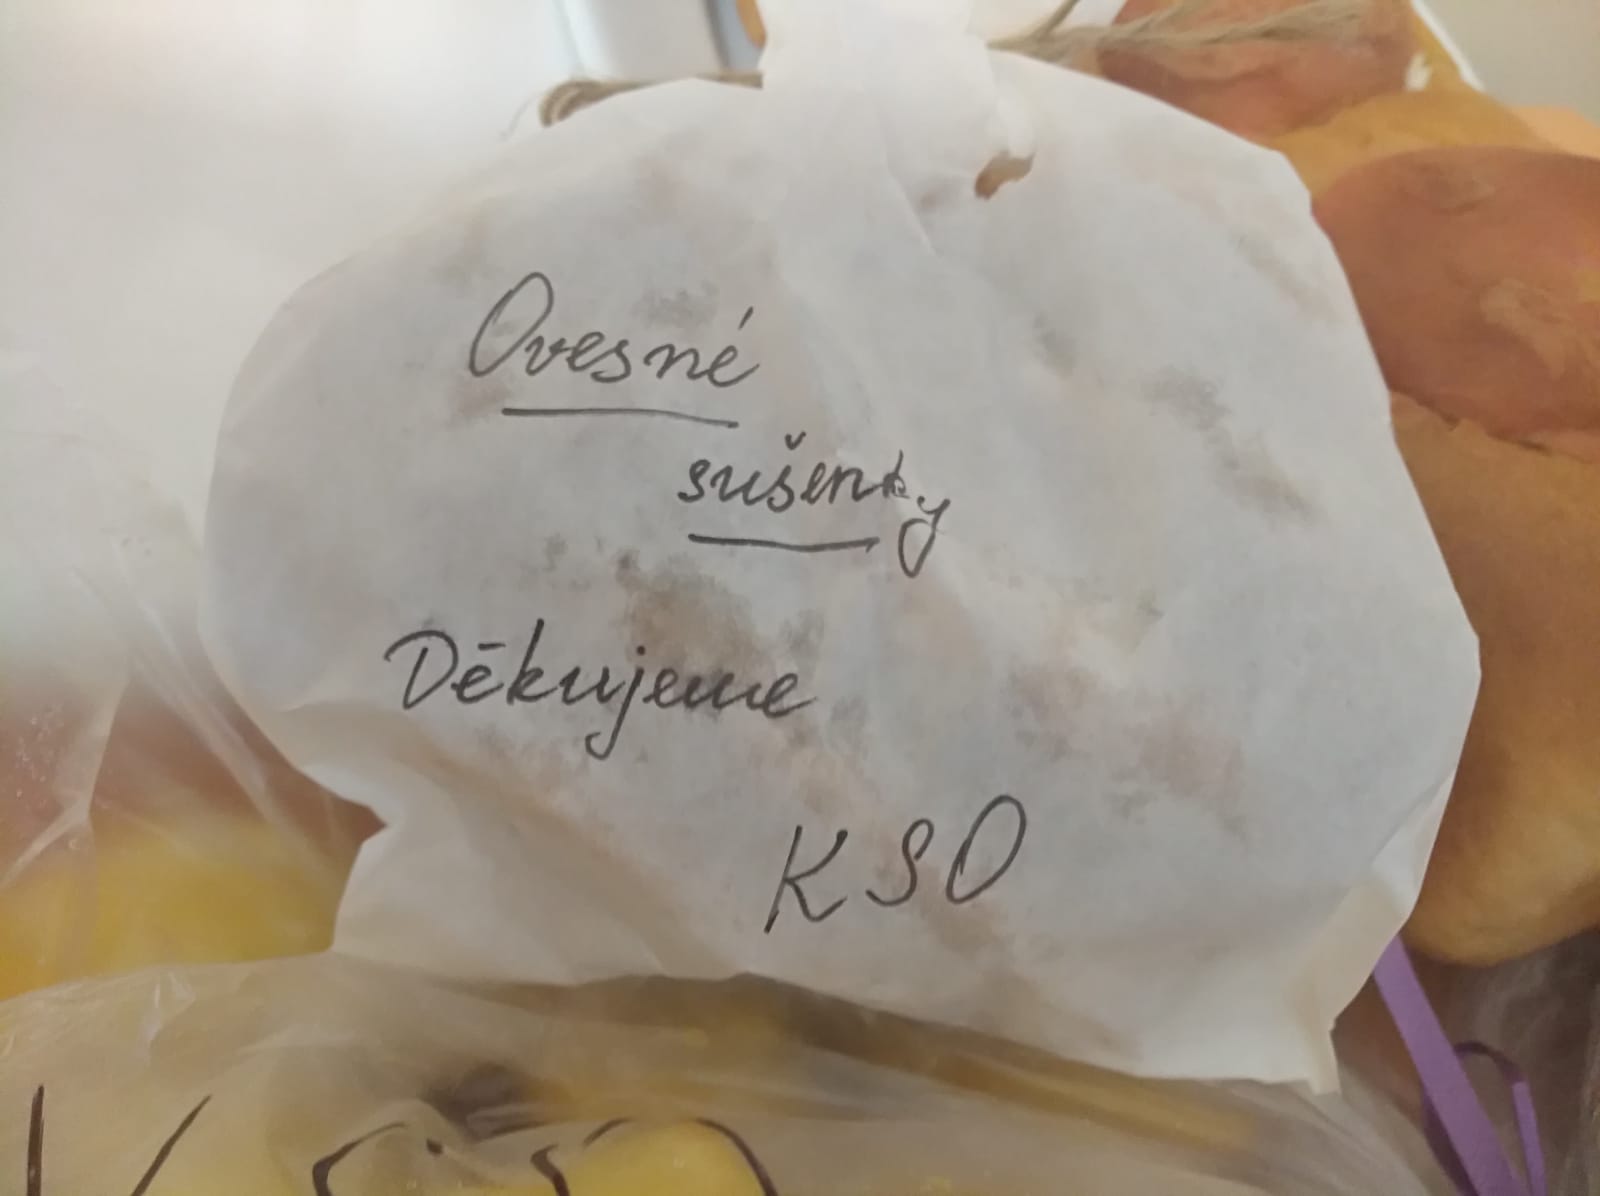 Ovesné
sušenky
Děkujeme
KSO